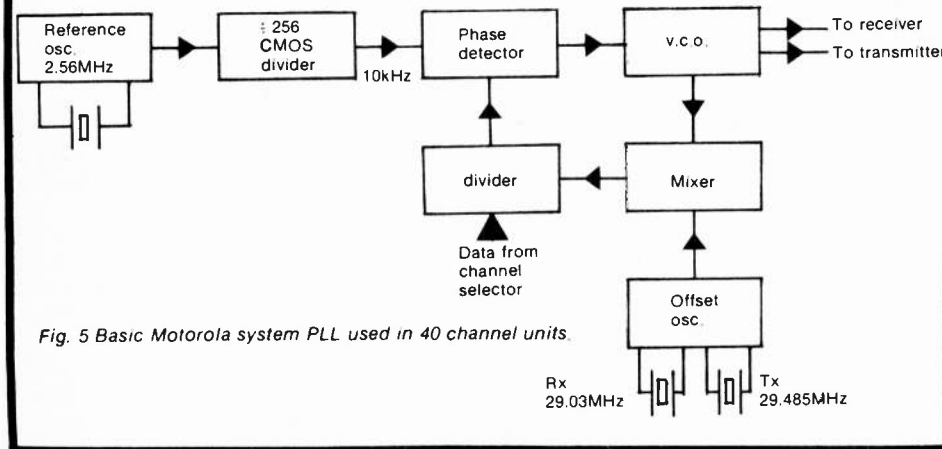 Reference
osc.
2.56MHz
÷ 256
CMOS
divider
10kHz
Phase
detector
v.c.o.
To receiver
To transmitter
divider
Mixer
Data from
channel
selector
Offset
osc.
Rx
29.03MHz
Tx
29.485MHz
Fig. 5 Basic Motorola system PLL used in 40 channel units.